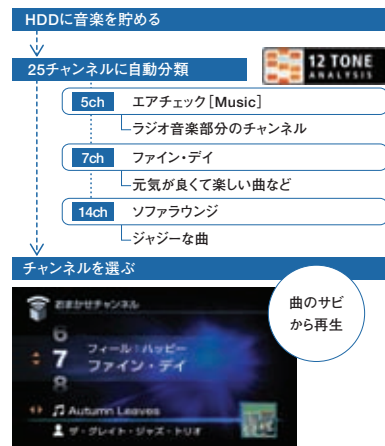 HDDに音楽を貯める
25チャンネルに自動分類
12 TONE
ANALYSIS
5ch エアチェック[Music]
ラジオ音楽部分のチャンネル
7ch ファイン・デイ
元気が良くて楽しい曲など
14ch ソファラウンジ
ジャジーな曲
チャンネルを選ぶ
曲のサビ
から再生
おまかせチャンネル
6
フィール:ハッピー
7 ファイン・デイ
8
Autumn Leaves
ザ・グレイト・ジャズ・トリオ